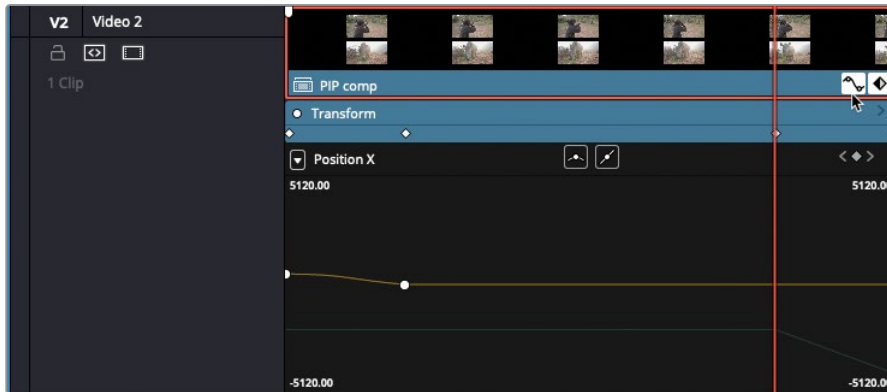 V2 Video 2
1 Clip
PIP comp
Transform
Position X
5120.00
5120.0
-5120.00
-5120.0